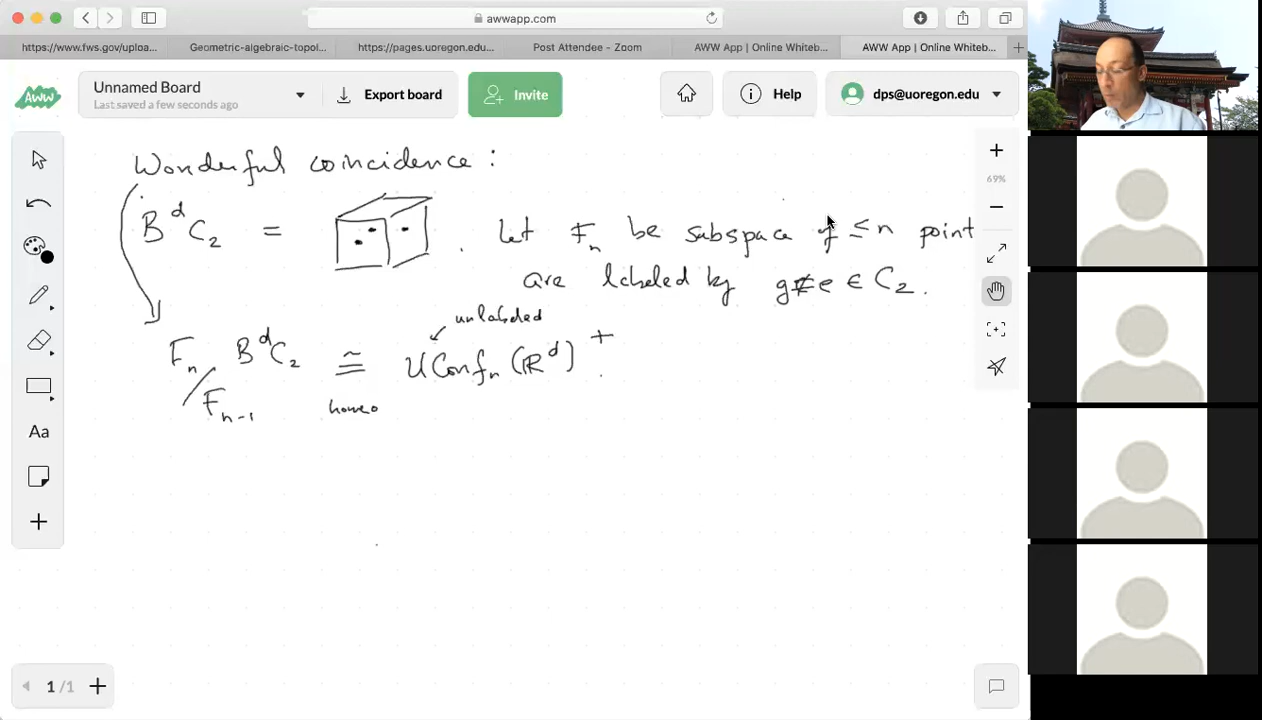 awwapp.com
https://www.fws.gov/uploa...
Geometric-algebraic-topol...
https://pages.uoregon.edu...
Post Attendee - Zoom
AWW App | Online Whiteb...
AWW App | Online Whiteb...
AWW
Unnamed Board
Last saved a few seconds ago
Export board
Invite
Help
dps@uoregon.edu
69%
Wonderful coincidence :
B^d C_2 = . Let F_n be subspace if ≤ n point
are labeled by g≠e ∈ C_2 .
unlabeled
F_n / F_{n-1} B^d C_2 ≅ UConf_n (ℝ^d)^+ .
homeo
Aa
1 /1